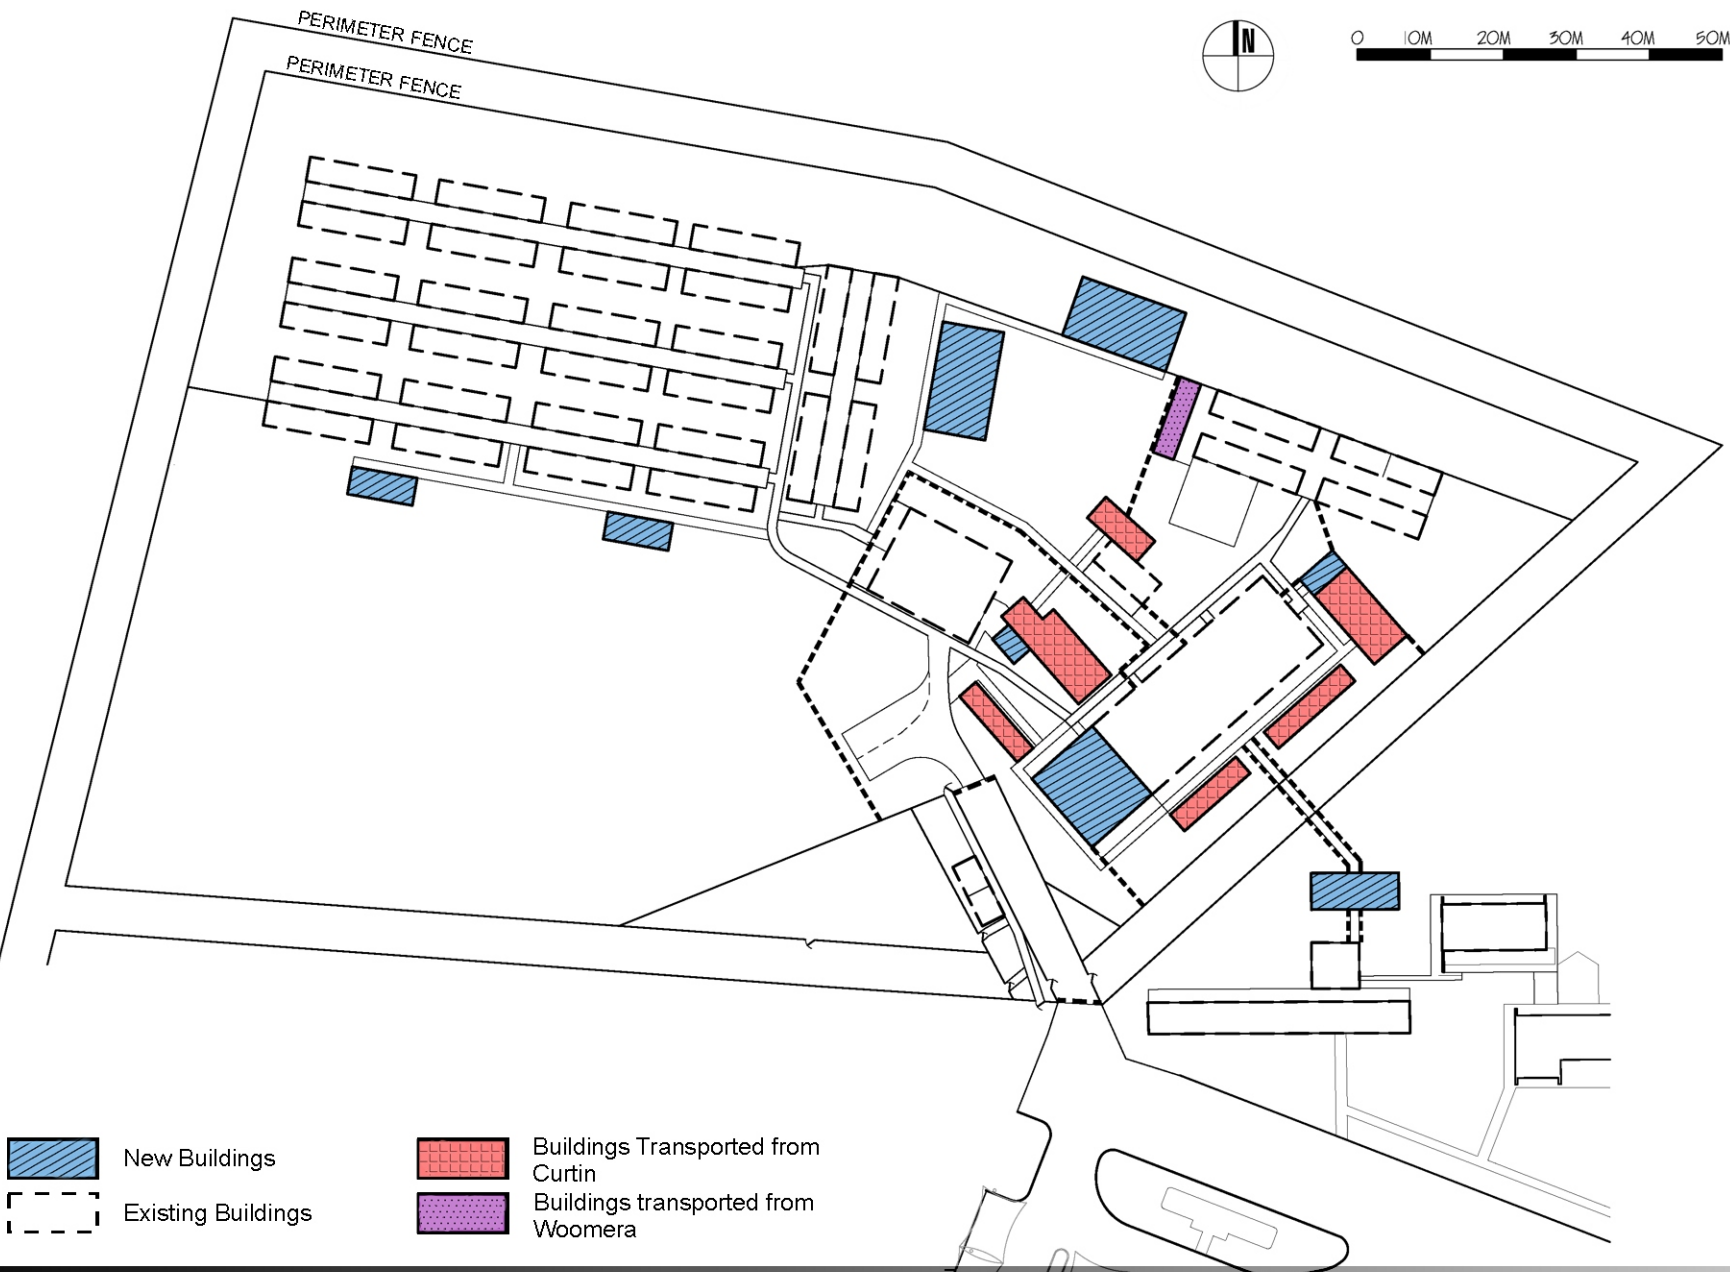 PERIMETER FENCE
PERIMETER FENCE
N
0 10M 20M 30M 40M 50M
New Buildings
Existing Buildings
Buildings Transported from
Curtin
Buildings transported from
Woomera